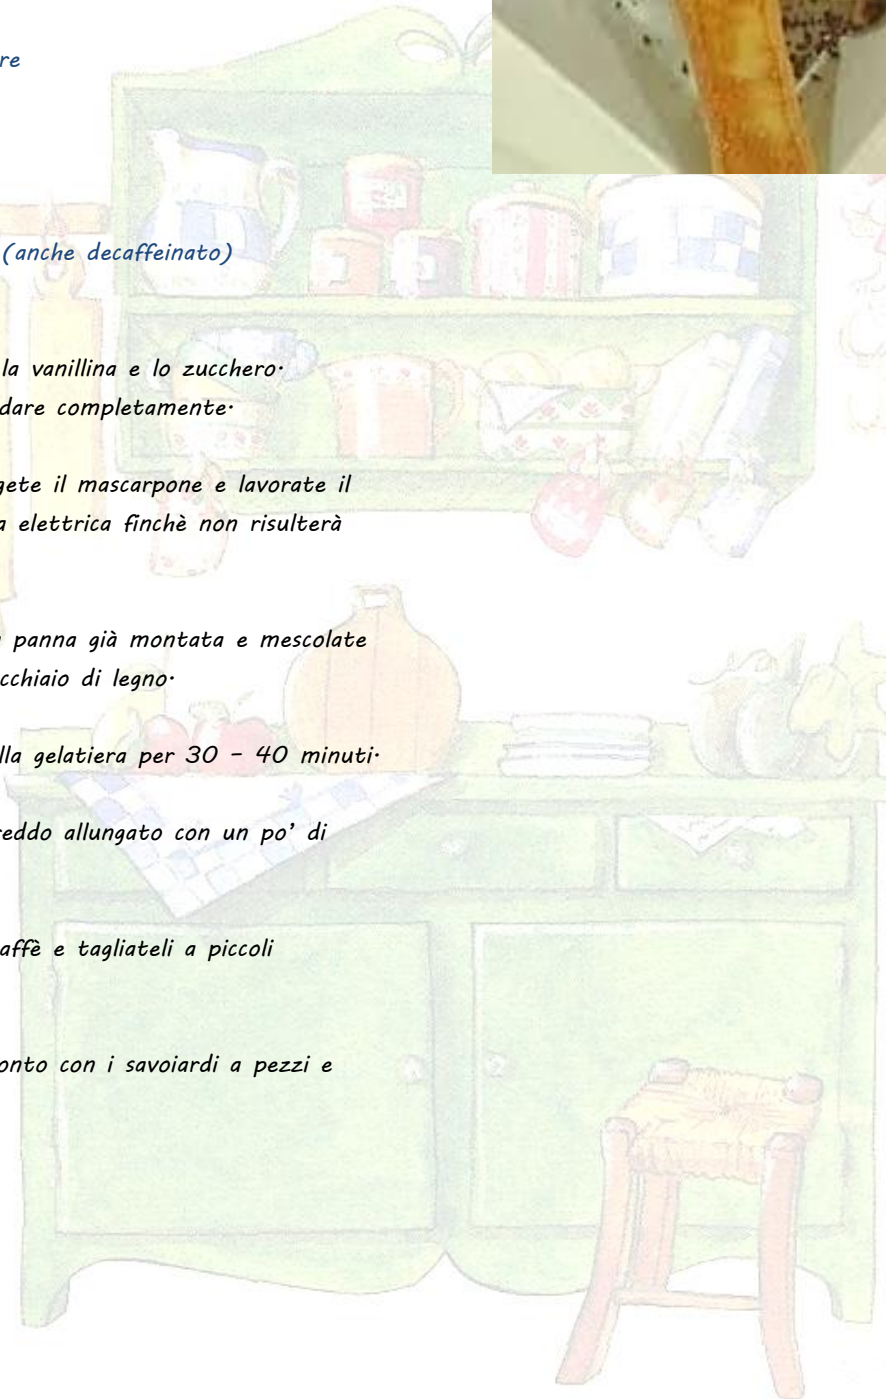 re
(anche decaffeinato)
la vanillina e lo zucchero.
dare completamente.
gete il mascarpone e lavorate il
a elettrica finchè non risulterà
panna già montata e mescolate
cchiaio di legno.
lla gelatiera per 30 - 40 minuti.
reddo allungato con un po' di
affè e tagliateli a piccoli
onto con i savoiardi a pezzi e